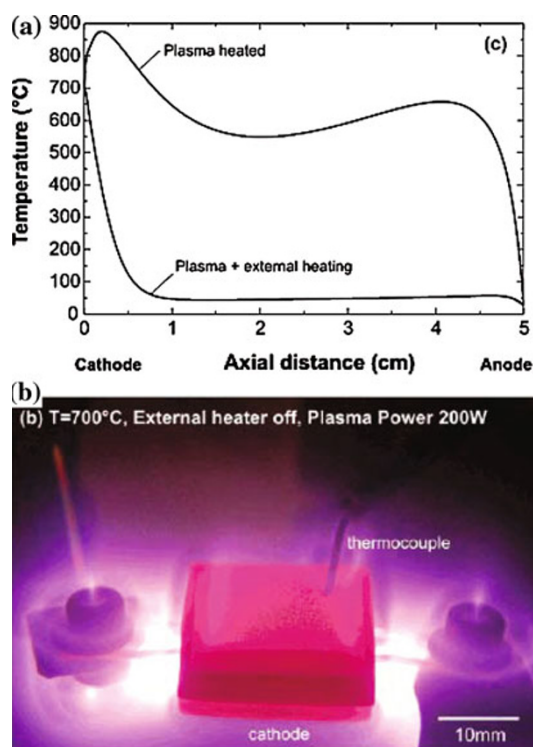 (a)
(c)
900
800
700
600
500
400
300
200
100
0
Temperature (°C)
Plasma heated
Plasma + external heating
0 1 2 3 4 5
Cathode Axial distance (cm) Anode
(b)
(b) T=700°C, External heater off, Plasma Power 200W
thermocouple
cathode
10mm